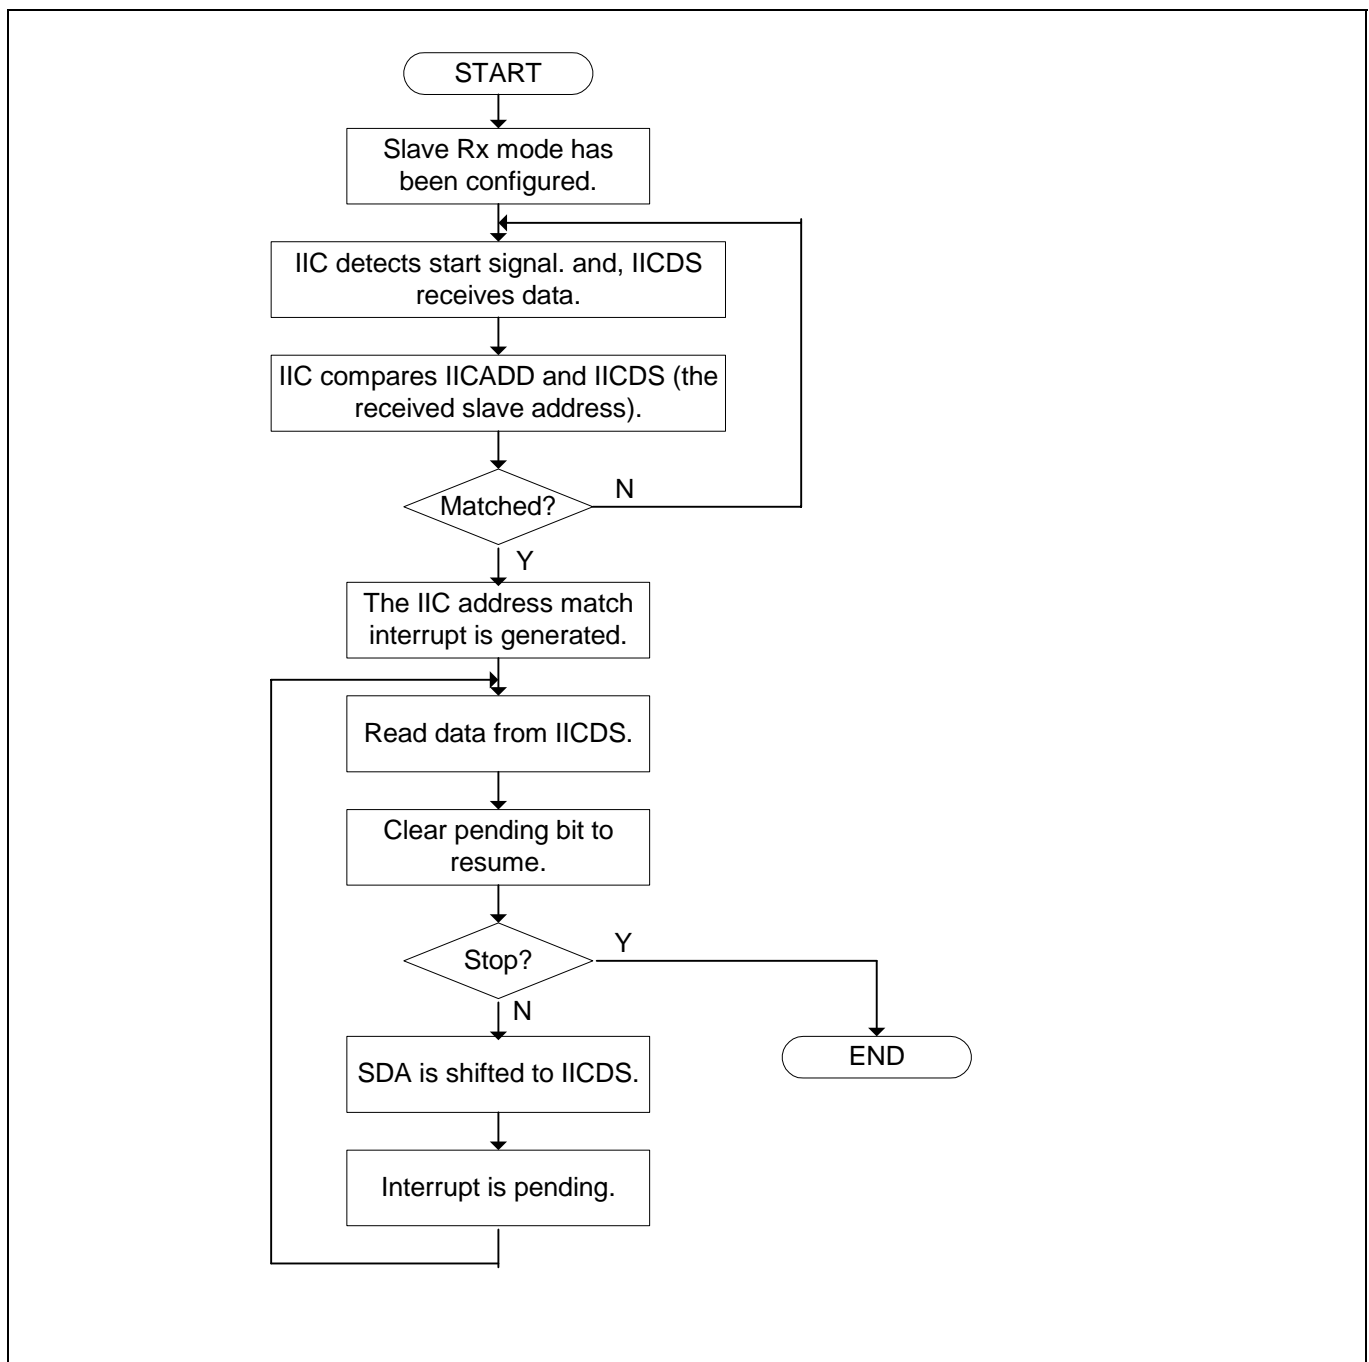 START
Slave Rx mode has
been configured.
IIC detects start signal. and, IICDS
receives data.
IIC compares IICADD and IICDS (the
received slave address).
Matched?
N
Y
The IIC address match
interrupt is generated.
Read data from IICDS.
Clear pending bit to
resume.
Stop?
Y
N
SDA is shifted to IICDS.
END
Interrupt is pending.